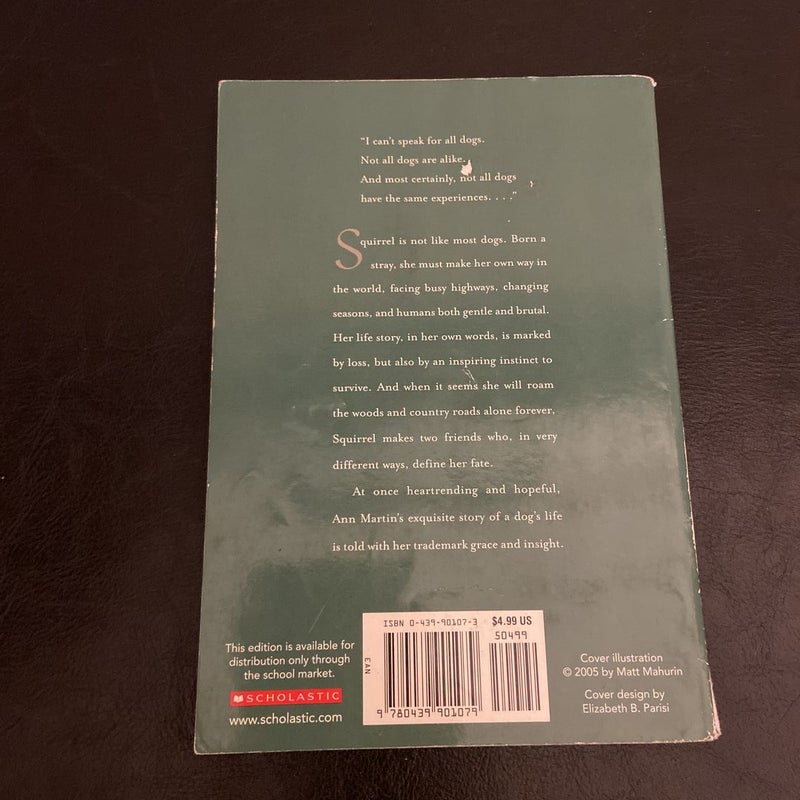 “I can’t speak for all dogs.
Not all dogs are alike.
And most certainly, not all dogs
have the same experiences. . . .”
Squirrel is not like most dogs. Born a
stray, she must make her own way in
the world, facing busy highways, changing
seasons, and humans both gentle and brutal.
Her life story, in her own words, is marked
by loss, but also by an inspiring instinct to
survive. And when it seems she will roam
the woods and country roads alone forever,
Squirrel makes two friends who, in very
different ways, define her fate.
At once heartrending and hopeful,
Ann Martin’s exquisite story of a dog’s life
is told with her trademark grace and insight.
This edition is available for
distribution only through
the school market.
SCHOLASTIC
www.scholastic.com
ISBN 0-439-90107-3 $4.99 US
50499
EAN
9 780439 901079
Cover illustration
© 2005 by Matt Mahurin
Cover design by
Elizabeth B. Parisi